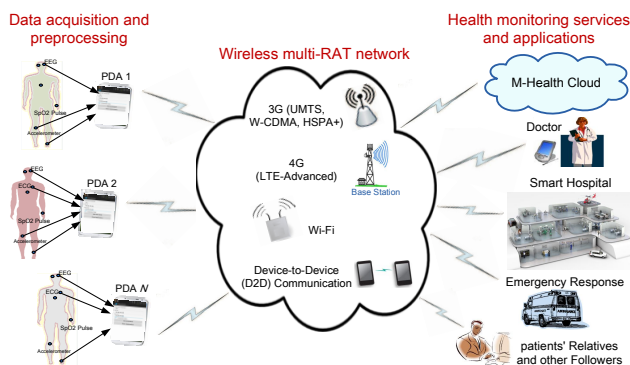 Data acquisition and
preprocessing
EEG
PDA 1
ECG
SpO2 Pulse
Accelerometer
EEG
PDA 2
ECG
SpO2 Pulse
Accelerometer
EEG
PDA N
ECG
SpO2 Pulse
Accelerometer
Wireless multi-RAT network
3G (UMTS,
W-CDMA, HSPA+)
4G
(LTE-Advanced)
Base Station
Wi-Fi
Device-to-Device
(D2D) Communication
Health monitoring services
and applications
M-Health Cloud
Doctor
Smart Hospital
Emergency Response
patients' Relatives
and other Followers